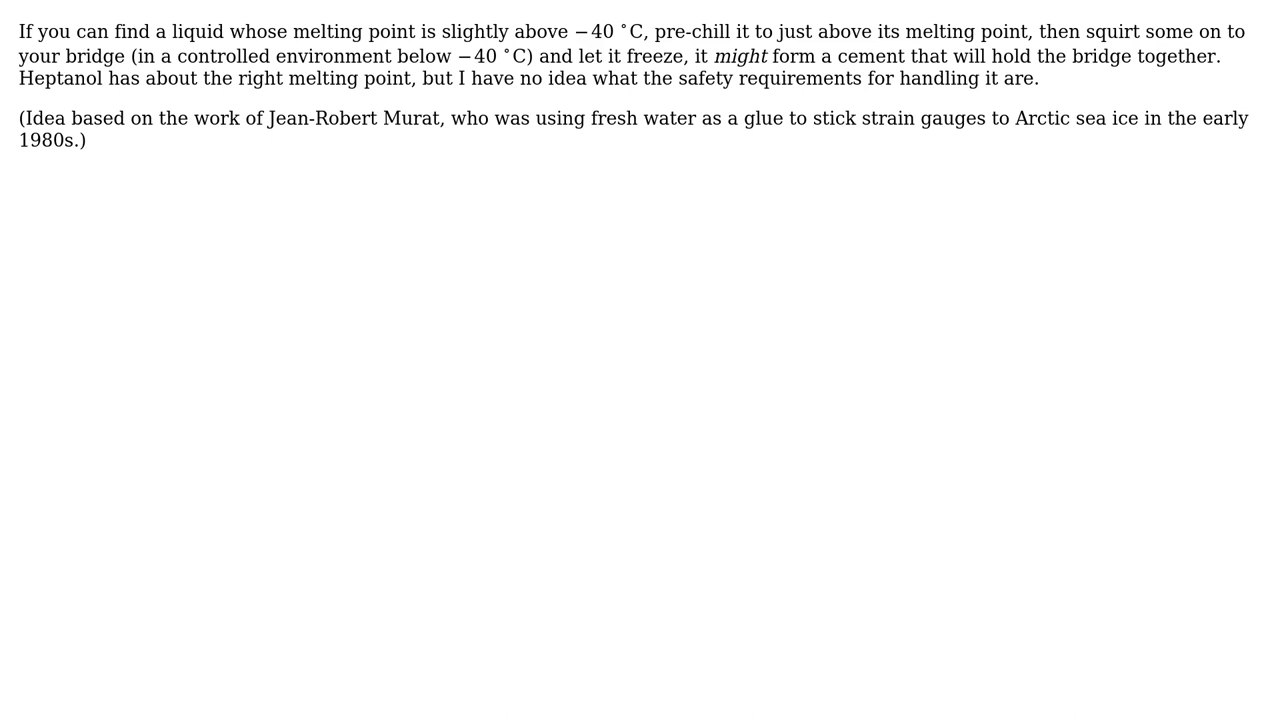 If you can find a liquid whose melting point is slightly above −40 ∘C, pre-chill it to just above its melting point, then squirt some on to
your bridge (in a controlled environment below −40 ∘C) and let it freeze, it might form a cement that will hold the bridge together.
Heptanol has about the right melting point, but I have no idea what the safety requirements for handling it are.
(Idea based on the work of Jean-Robert Murat, who was using fresh water as a glue to stick strain gauges to Arctic sea ice in the early
1980s.)